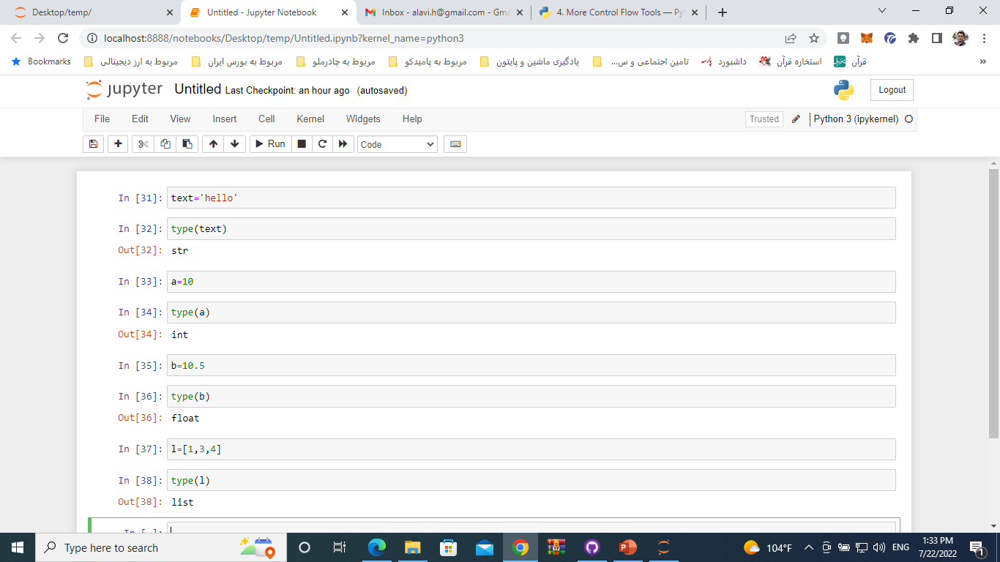 Desktop/temp/ Untitled - Jupyter Notebook Inbox - alavi.h@gmail.com - Gma 4. More Control Flow Tools — Py
localhost:8888/notebooks/Desktop/temp/Untitled.ipynb?kernel_name=python3
Bookmarks مربوط به ارز دیجیتالی مربوط به بورس ایران مربوط به چادرملو مربوط به پامیدکو یادگیری ماشین و پایتون تامین اجتماعی و س... داشبورد استخاره قرآن قرآن »
jupyter Untitled Last Checkpoint: an hour ago (autosaved) Logout
File Edit View Insert Cell Kernel Widgets Help Trusted Python 3 (ipykernel)
Run Code
In [31]: text='hello'
In [32]: type(text)
Out[32]: str
In [33]: a=10
In [34]: type(a)
Out[34]: int
In [35]: b=10.5
In [36]: type(b)
Out[36]: float
In [37]: l=[1,3,4]
In [38]: type(l)
Out[38]: list
In [ ]:
Type here to search 104°F ENG 1:33 PM
7/22/2022 1